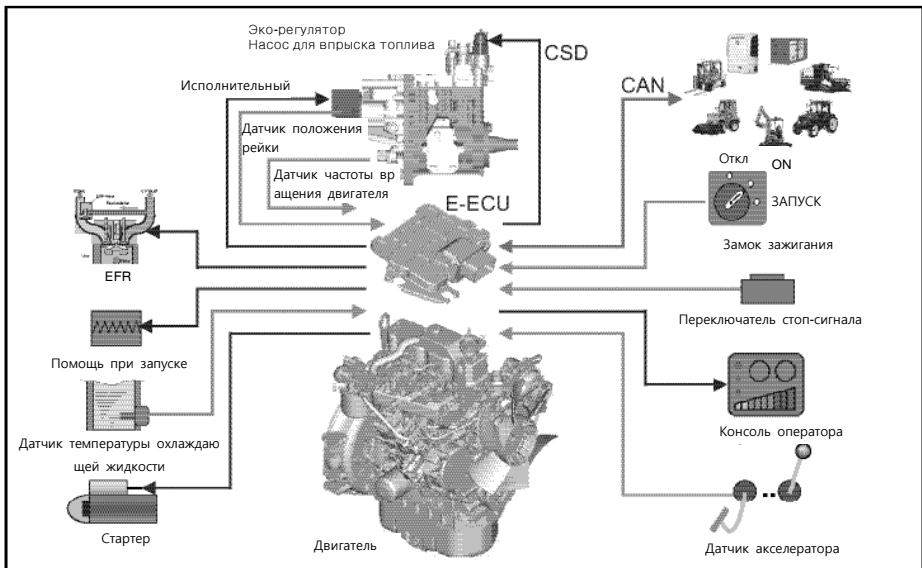 Эко-регулятор
Насос для впрыска топлива
CSD
Исполнительный
CAN
Датчик положения
рейки
Датчик частоты вр
ащения двигателя
Откл
ON
E-ECU
ЗАПУСК
Замок зажигания
EFR
Переключатель стоп-сигнала
Помощь при запуске
Консоль оператора
Датчик температуры охлаждаю
щей жидкости
Стартер
Двигатель
Датчик акселератора